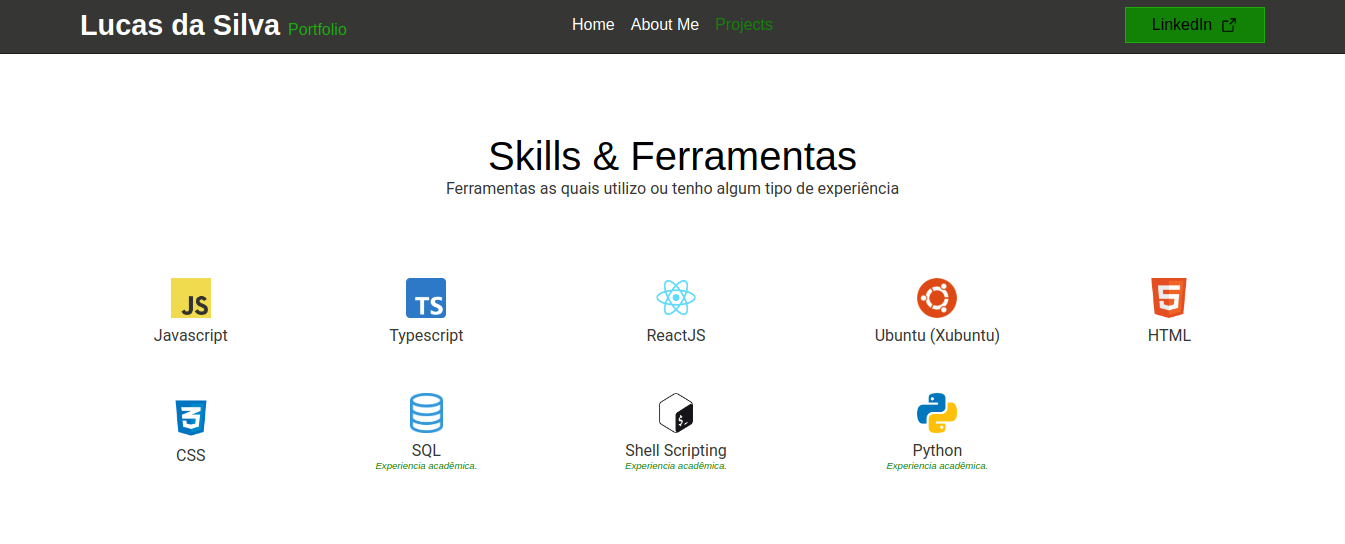 Lucas da Silva Portfolio
Home About Me Projects
LinkedIn
Skills & Ferramentas
Ferramentas as quais utilizo ou tenho algum tipo de experiência
JS
TS
5
Javascript
Typescript
ReactJS
Ubuntu (Xubuntu)
HTML
3
$
CSS
SQL
Experiencia acadêmica.
Shell Scripting
Experiencia acadêmica.
Python
Experiencia acadêmica.